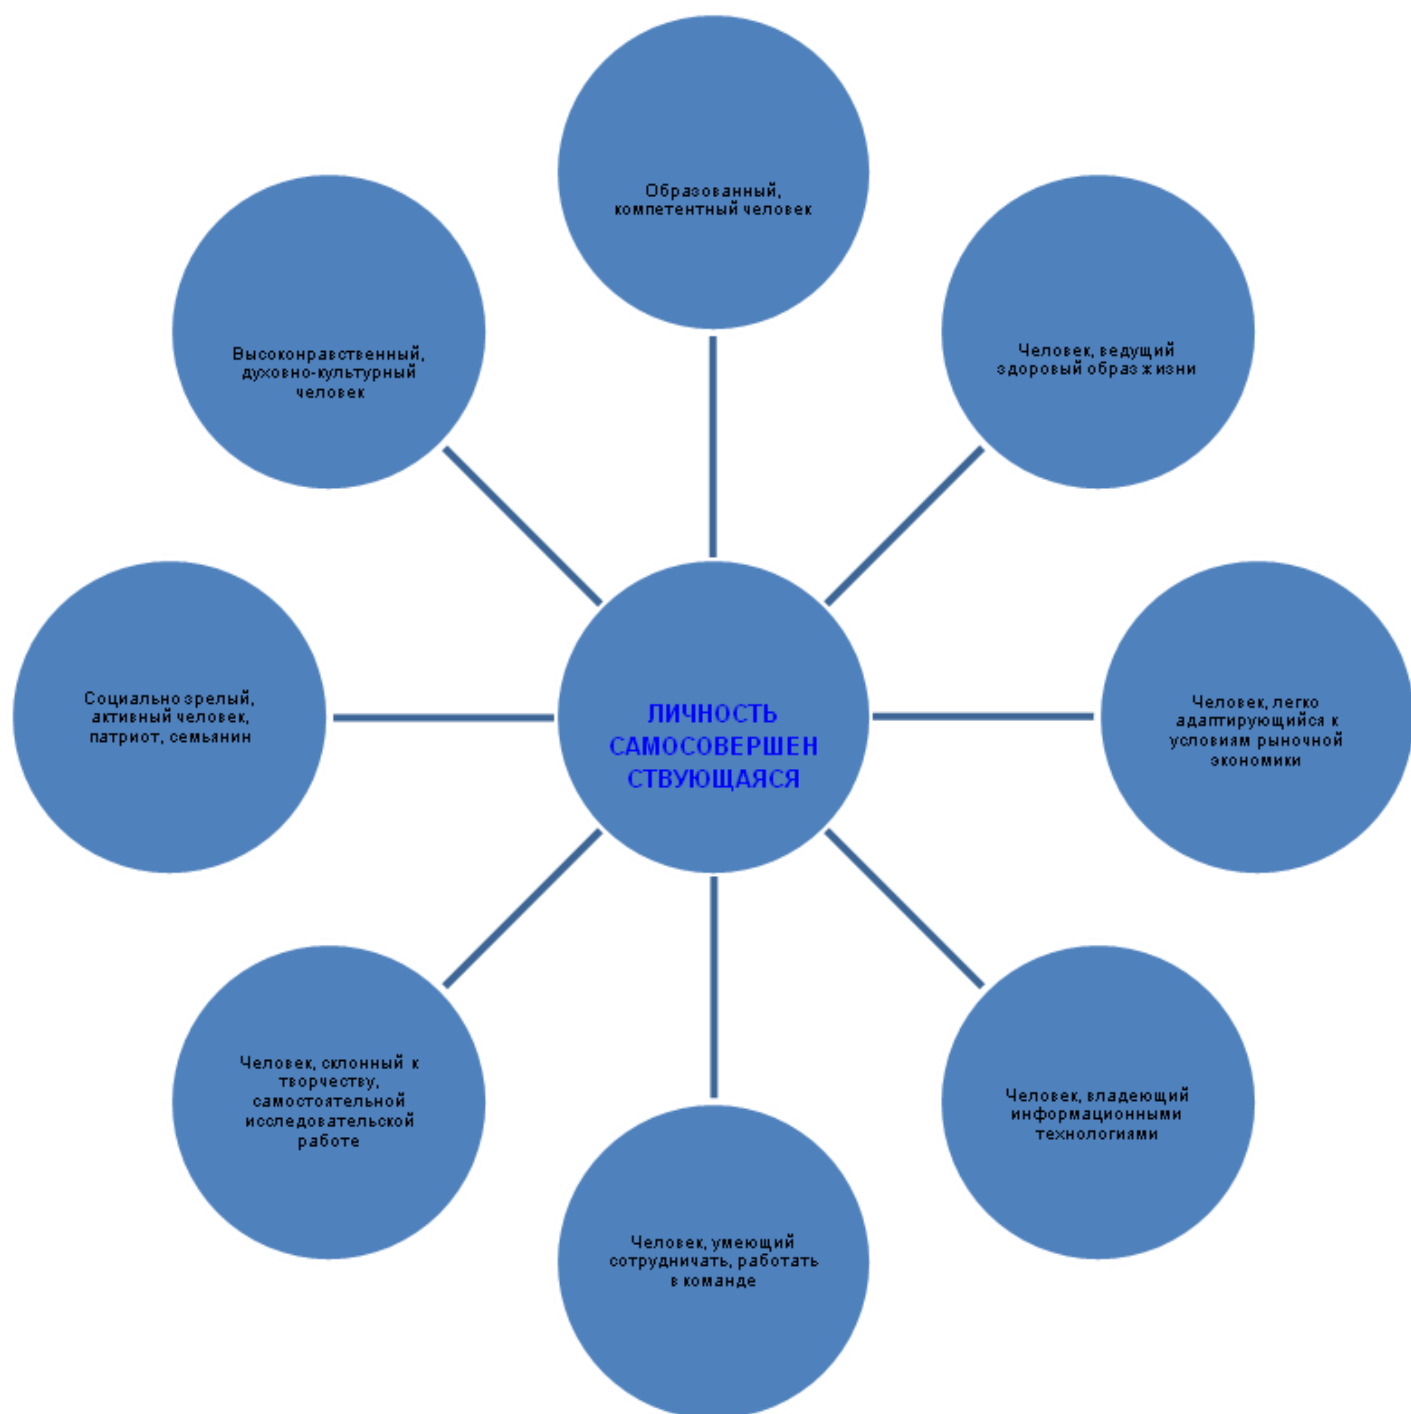 Образованный,
компетентный человек
Высоконравственный,
духовно-культурный
человек
Человек, ведущий
здоровый образ жизни
Социально зрелый,
активный человек,
патриот, семьянин
ЛИЧНОСТЬ
САМОСОВЕРШЕН
СТВУЮЩАЯСЯ
Человек, легко
адаптирующийся к
условиям рыночной
экономики
Человек, склонный к
творчеству,
самостоятельной
исследовательской
работе
Человек, владеющий
информационными
технологиями
Человек, умеющий
сотрудничать, работать
в команде